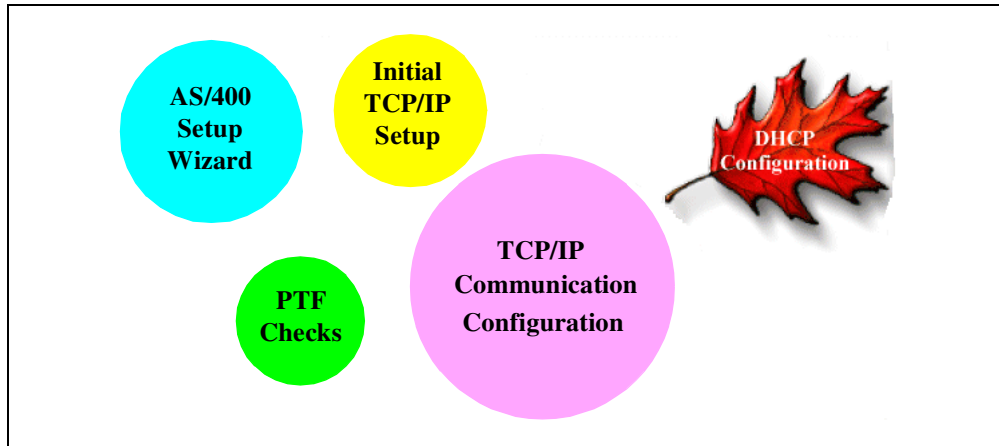 AS/400
Setup
Wizard
Initial
TCP/IP
Setup
DHCP
Configuration
PTF
Checks
TCP/IP
Communication
Configuration